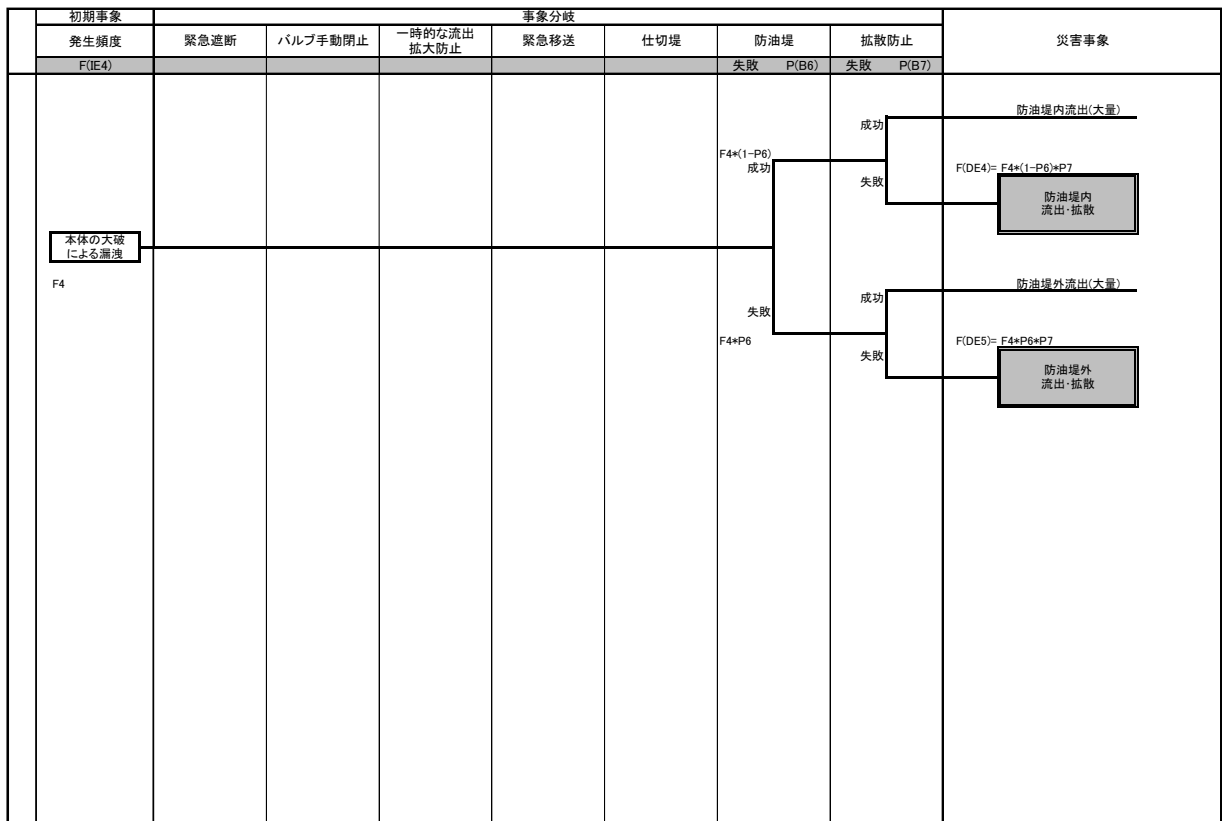 初期事象
事象分岐
発生頻度
緊急遮断
バルブ手動閉止
一時的な流出
拡大防止
緊急移送
仕切堤
防油堤
拡散防止
災害事象
F(IE4)
失敗 P(B6)
失敗 P(B7)
防油堤内流出(大量)
成功
F4*(1-P6)
成功
F(DE4)= F4*(1-P6)*P7
失敗
防油堤内
流出・拡散
本体の大破
による漏洩
F4
防油堤外流出(大量)
成功
失敗
F4*P6
F(DE5)= F4*P6*P7
失敗
防油堤外
流出・拡散